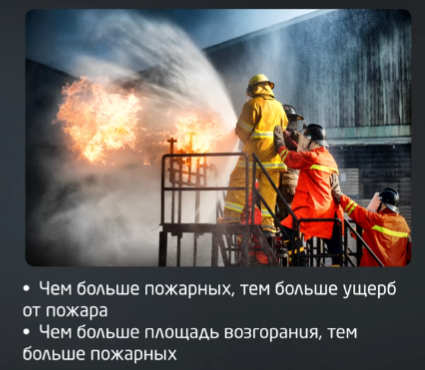 • Чем больше пожарных, тем больше ущерб
от пожара
• Чем больше площадь возгорания, тем
больше пожарных